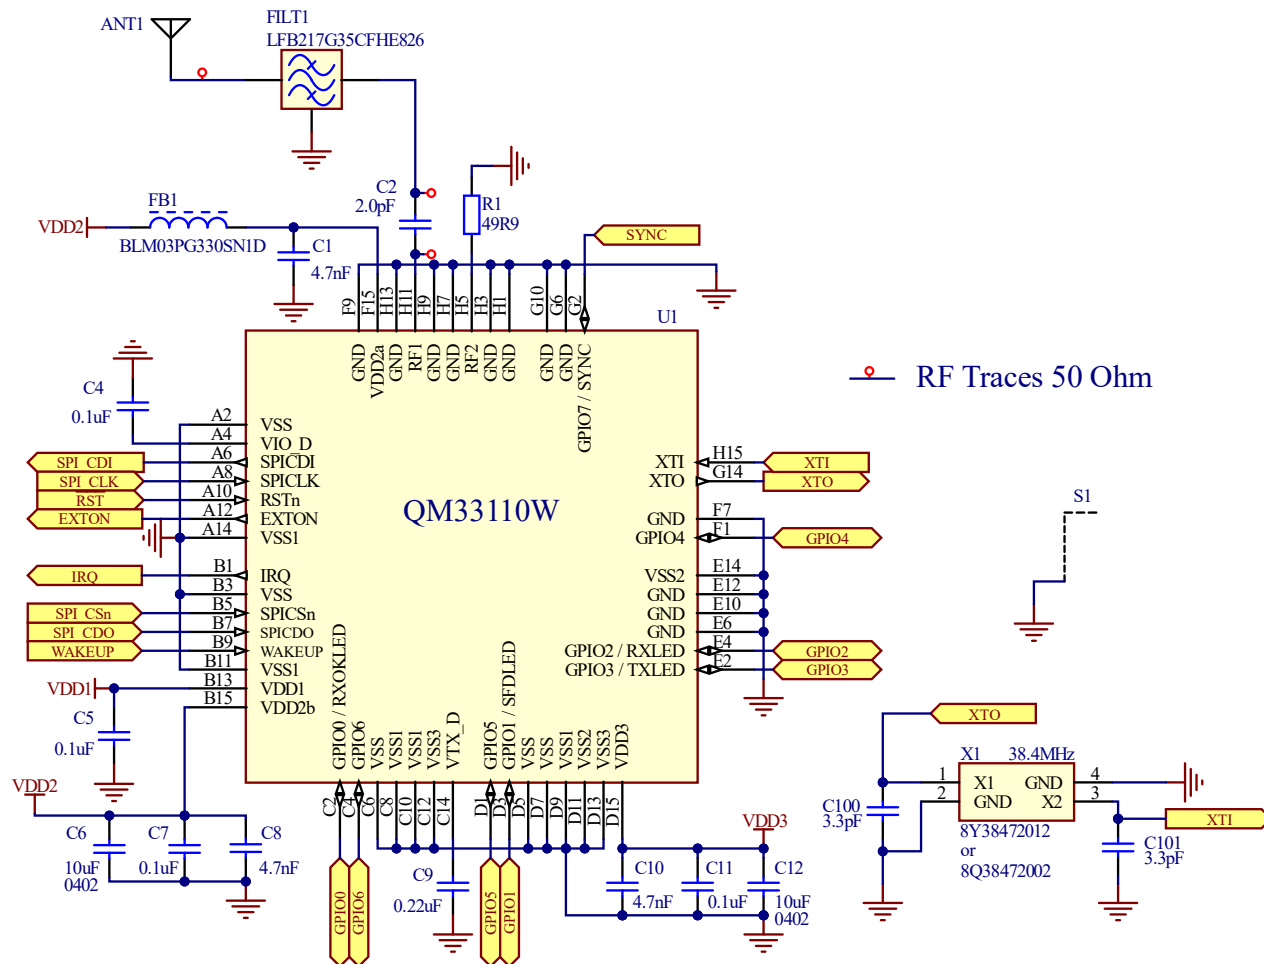 ANT1
FILT1
LFB217G35CFHE826
C2
2.0pF
R1
49R9
FB1
VDD2
BLM03PG330SN1D
C1
4.7nF
SYNC
F9
F15
H13
H11
H9
H7
H5
H3
H1
G10
G6
G2
U1
GND
VDD2a
GND
RF1
GND
GND
RF2
GND
GND
GND
GND
GPIO7 / SYNC
RF Traces 50 Ohm
C4
0.1uF
A2
VSS
A4
VIO_D
SPI_CDI
A6
SPICDI
SPI_CLK
A8
SPICLK
RST
A10
RSTn
EXTON
A12
EXTON
A14
VSS1
IRQ
B1
IRQ
B3
VSS
SPI_CSn
B5
SPICSn
SPI_CDO
B7
SPICDO
WAKEUP
B9
WAKEUP
B11
VSS1
VDD1
B13
VDD1
B15
VDD2b
QM33110W
XTI
H15
XTI
XTO
G14
XTO
GND
F7
GPIO4
F1
GPIO4
VSS2
E14
GND
E12
GND
E10
GND
E6
GPIO2 / RXLED
E4
GPIO2
GPIO3 / TXLED
E2
GPIO3
S1
C5
0.1uF
GPIO0 / RXOKLED
GPIO6
VSS
VSS1
VSS1
VSS3
VTX_D
GPIO5
GPIO1 / SFDLED
VSS
VSS
VSS1
VSS2
VSS3
VDD3
C2
C4
C6
C8
C10
C12
C14
D1
D3
D5
D7
D9
D11
D13
D15
VDD2
C6
10uF
0402
C7
0.1uF
C8
4.7nF
GPIO0
GPIO6
C9
0.22uF
GPIO5
GPIO1
VDD3
C10
4.7nF
C11
0.1uF
C12
10uF
0402
XTO
X1
38.4MHz
1
X1
GND
4
2
GND
X2
3
C100
3.3pF
8Y38472012
or
8Q38472002
XTI
C101
3.3pF